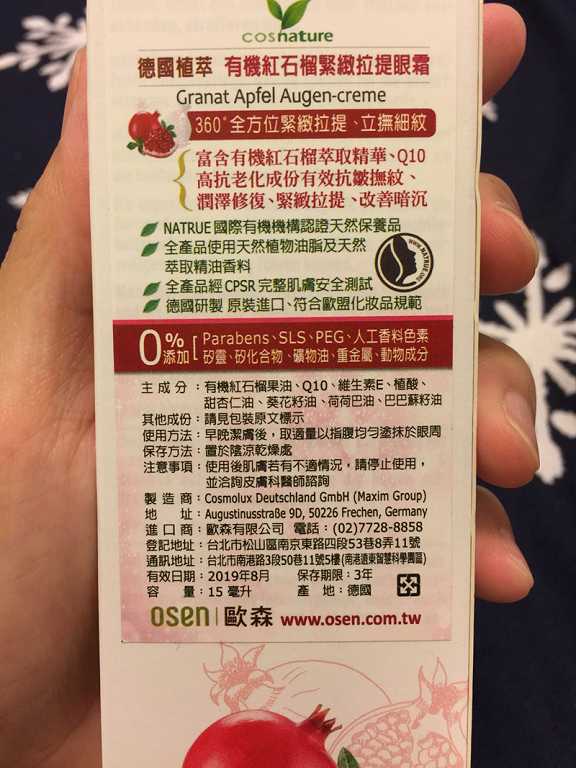 cosnature
德國植萃 有機紅石榴緊緻拉提眼霜
Granat Apfel Augen-creme
360°全方位緊緻拉提、立撫細紋
富含有機紅石榴萃取精華、Q10
高抗老化成份有效抗皺撫紋、
潤澤修復、緊緻拉提、改善暗沉
NATRUE國際有機機構認證天然保養品
全產品使用天然植物油脂及天然
萃取精油香料
WWW.NATRUE.ORG
全產品經CPSR完整肌膚安全測試
德國研製 原裝進口、符合歐盟化妝品規範
0%添加[Parabens、SLS、PEG、人工香料色素
矽靈、矽化合物、礦物油、重金屬、動物成分
主成分：有機紅石榴果油、Q10、維生素E、植酸、
甜杏仁油、葵花籽油、荷荷巴油、巴巴蘇籽油
其他成份：請見包裝原文標示
使用方法：早晚潔膚後，取適量以指腹均勻塗抹於眼周
保存方法：置於陰涼乾燥處
注意事項：使用後肌膚若有不適情況，請停止使用，
並洽詢皮膚科醫師諮詢
製造商：Cosmolux Deutschland GmbH (Maxim Group)
地址：Augustinusstraße 9D, 50226 Frechen, Germany
進口商：歐森有限公司 電話：(02)7728-8858
登記地址：台北市松山區南京東路四段53巷8弄11號
通訊地址：台北市南港路3段50巷11號5樓(南港遠東智慧科學園區)
有效日期：2019年8月 保存期限：3年
容量：15毫升 產地：德國
osen 歐森 www.osen.com.tw